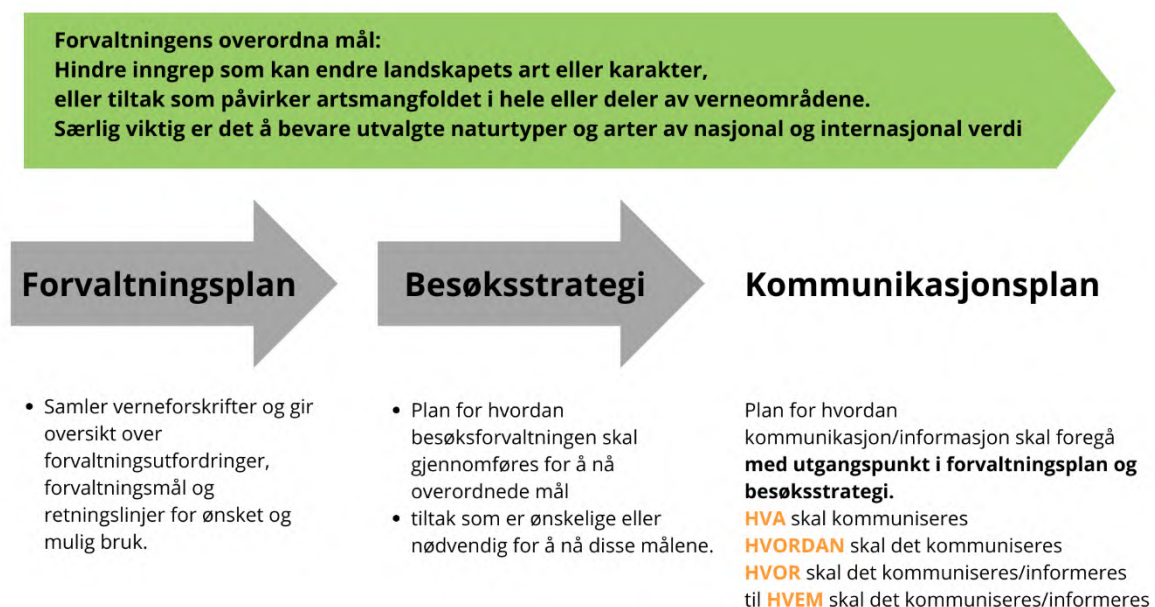 Forvaltningens overordna mål:
Hindre inngrep som kan endre landskapets art eller karakter,
eller tiltak som påvirker artsmangfoldet i hele eller deler av verneområdene.
Særlig viktig er det å bevare utvalgte naturtyper og arter av nasjonal og internasjonal verdi
Forvaltningsplan
• Samler verneforskrifter og gir
oversikt over
forvaltningsutfordringer,
forvaltningsmål og
retningslinjer for ønsket og
mulig bruk.
Besøksstrategi
• Plan for hvordan
besøksforvaltningen skal
gjennomføres for å nå
overordnede mål
• tiltak som er ønskelige eller
nødvendig for å nå disse målene.
Kommunikasjonsplan
Plan for hvordan
kommunikasjon/informasjon skal foregå
med utgangspunkt i forvaltningsplan og
besøksstrategi.
HVA skal kommuniseres
HVORDAN skal det kommuniseres
HVOR skal det kommuniseres/informeres
til HVEM skal det kommuniseres/informeres